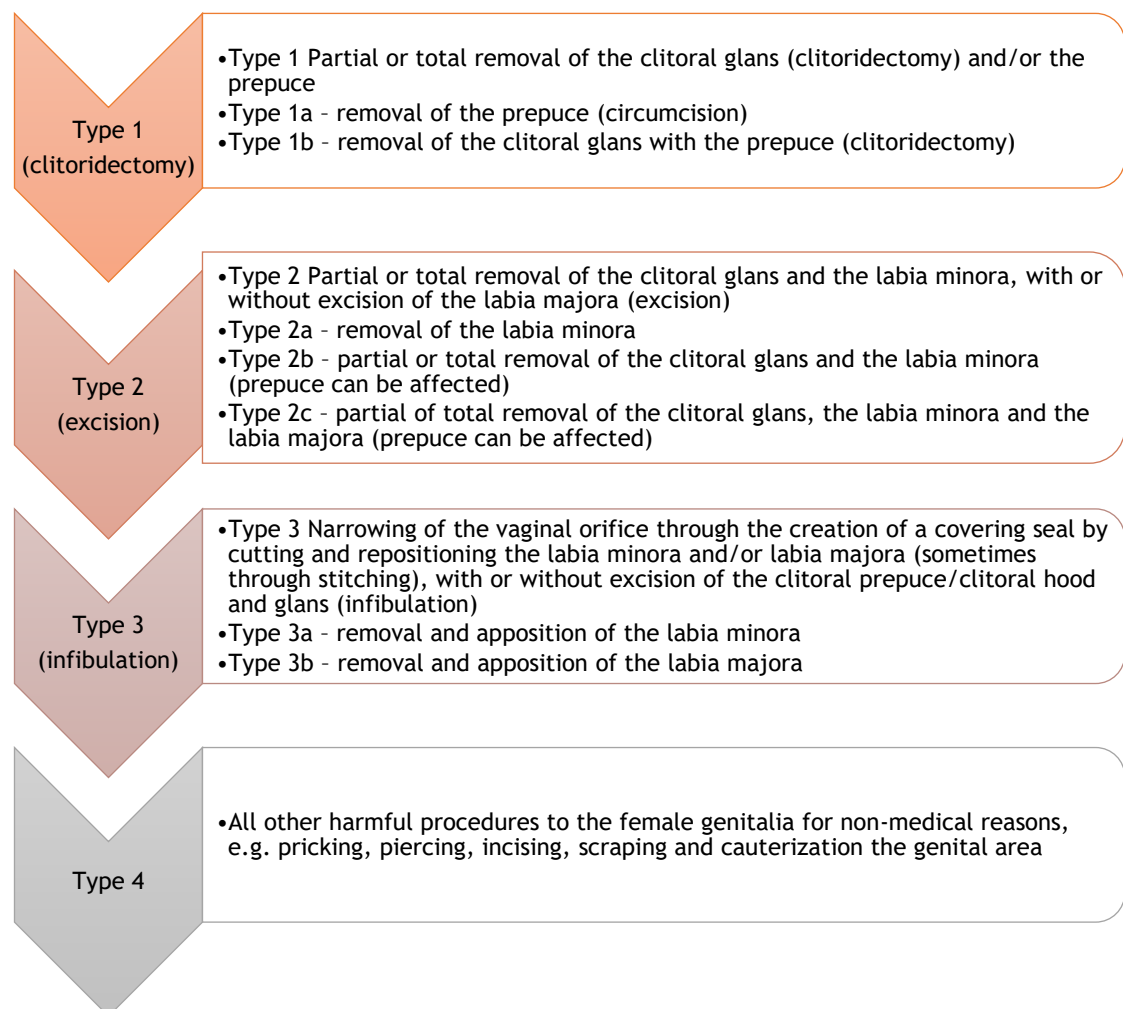 Type 1
(clitoridectomy)
•Type 1 Partial or total removal of the clitoral glans (clitoridectomy) and/or the
prepuce
•Type 1a – removal of the prepuce (circumcision)
•Type 1b – removal of the clitoral glans with the prepuce (clitoridectomy)
Type 2
(excision)
•Type 2 Partial or total removal of the clitoral glans and the labia minora, with or
without excision of the labia majora (excision)
•Type 2a – removal of the labia minora
•Type 2b – partial or total removal of the clitoral glans and the labia minora
(prepuce can be affected)
•Type 2c – partial of total removal of the clitoral glans, the labia minora and the
labia majora (prepuce can be affected)
Type 3
(infibulation)
•Type 3 Narrowing of the vaginal orifice through the creation of a covering seal by
cutting and repositioning the labia minora and/or labia majora (sometimes
through stitching), with or without excision of the clitoral prepuce/clitoral hood
and glans (infibulation)
•Type 3a – removal and apposition of the labia minora
•Type 3b – removal and apposition of the labia majora
Type 4
•All other harmful procedures to the female genitalia for non-medical reasons,
e.g. pricking, piercing, incising, scraping and cauterization the genital area